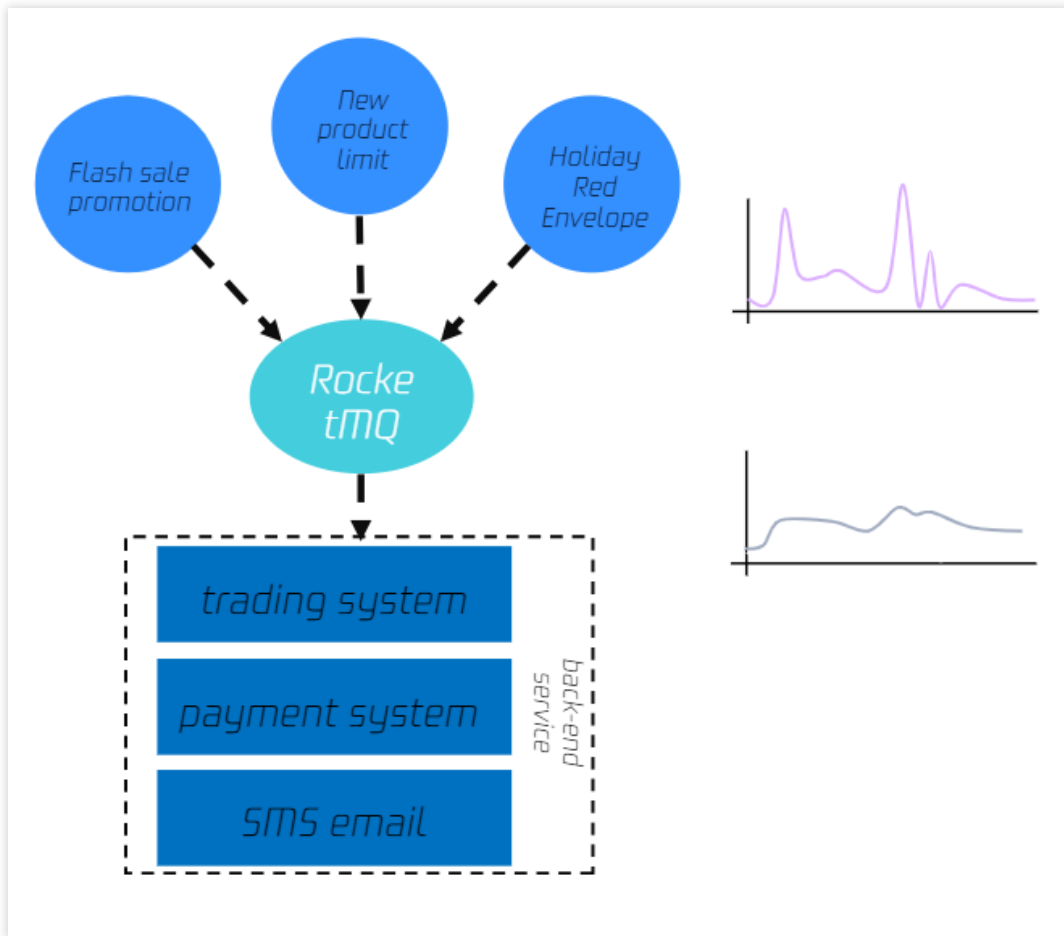 New
product
limit
Flash sale
promotion
Holiday
Red
Envelope
Rocke
tMQ
trading system
payment system
SMS email
back-end
service